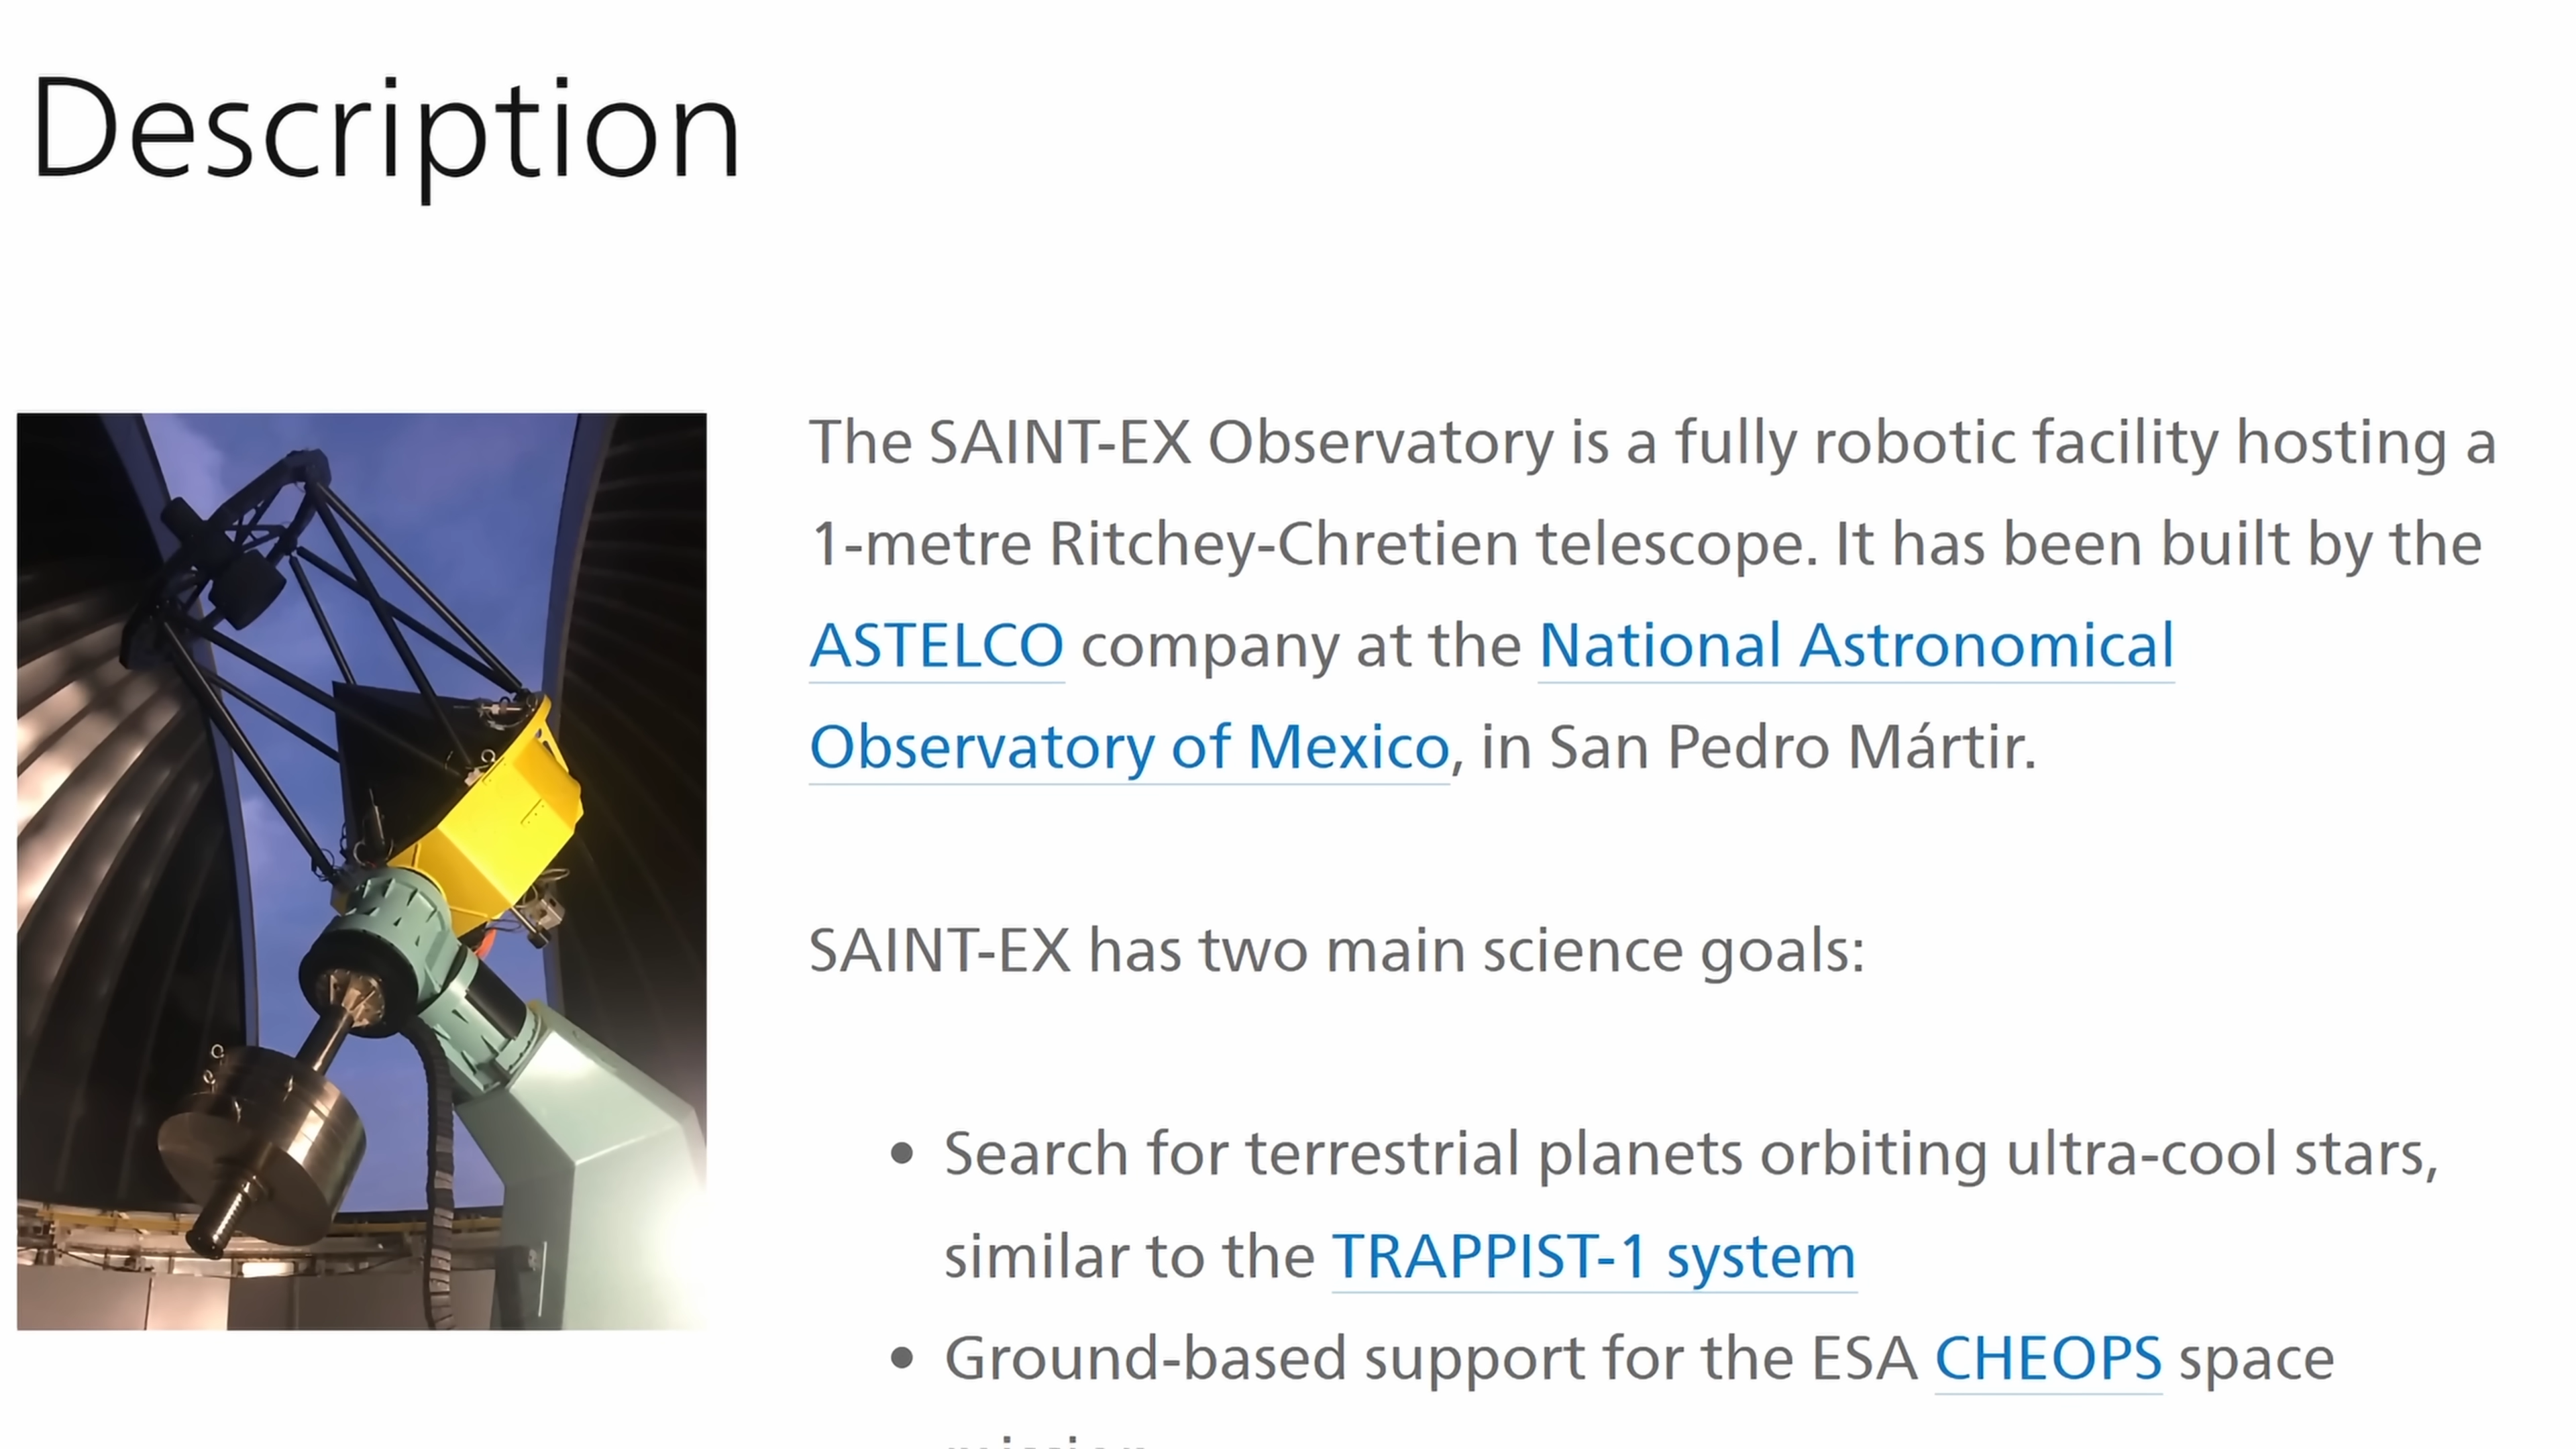 Description
The SAINT-EX Observatory is a fully robotic facility hosting a
1-metre Ritchey-Chretien telescope. It has been built by the
ASTELCO company at the National Astronomical
Observatory of Mexico, in San Pedro Mártir.
SAINT-EX has two main science goals:
• Search for terrestrial planets orbiting ultra-cool stars,
similar to the TRAPPIST-1 system
• Ground-based support for the ESA CHEOPS space